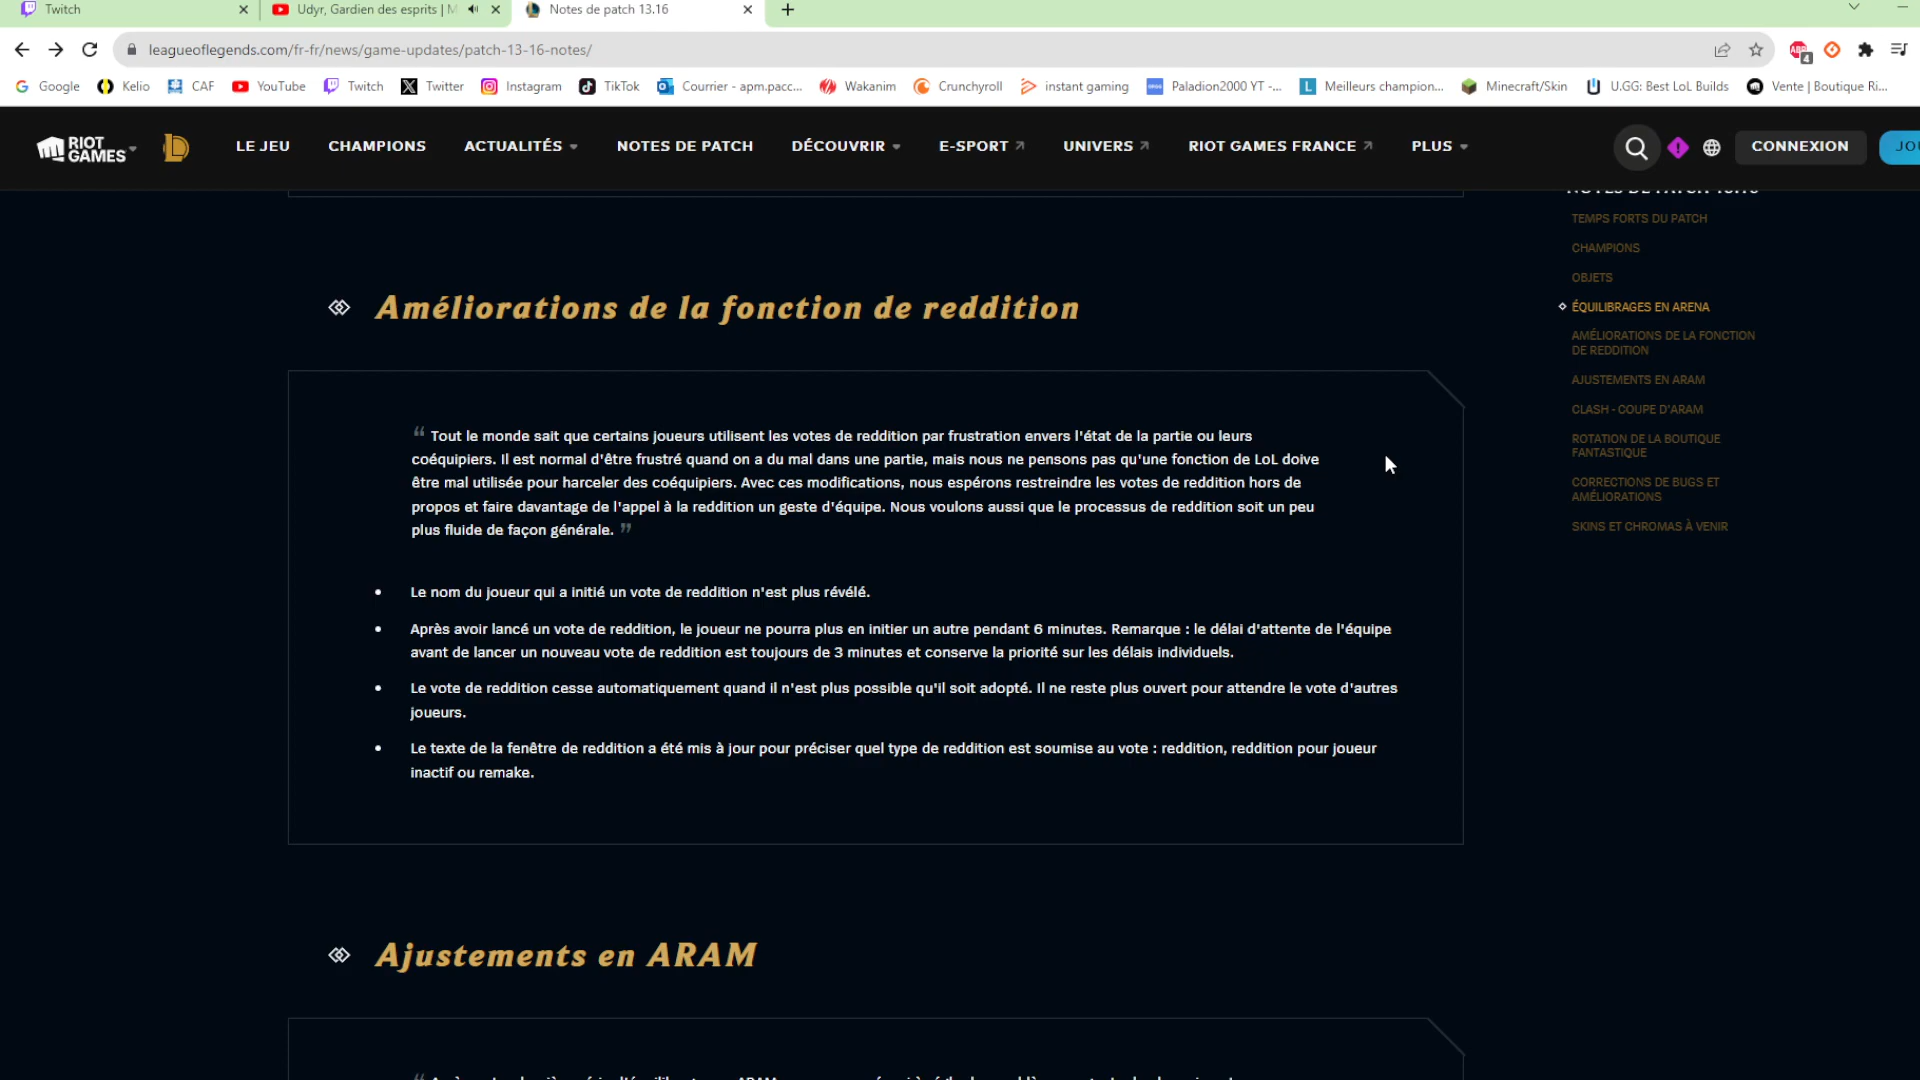 Twitch
Udyr, Gardien des esprits | M
Notes de patch 13.16
leagueoflegends.com/fr-fr/news/game-updates/patch-13-16-notes/
ABP
4
Google
Kelio
CAF
YouTube
Twitch
Twitter
Instagram
TikTok
Courrier - apm.pacc...
Wakanim
Crunchyroll
instant gaming
Paladion2000 YT -...
Meilleurs champion...
Minecraft/Skin
U.GG: Best LoL Builds
Vente | Boutique Ri...
RIOT GAMES
LE JEU
CHAMPIONS
ACTUALITÉS
NOTES DE PATCH
DÉCOUVRIR
E-SPORT
UNIVERS
RIOT GAMES FRANCE
PLUS
CONNEXION
JOU
Améliorations de la fonction de reddition
“ Tout le monde sait que certains joueurs utilisent les votes de reddition par frustration envers l'état de la partie ou leurs
coéquipiers. Il est normal d'être frustré quand on a du mal dans une partie, mais nous ne pensons pas qu'une fonction de LoL doive
être mal utilisée pour harceler des coéquipiers. Avec ces modifications, nous espérons restreindre les votes de reddition hors de
propos et faire davantage de l'appel à la reddition un geste d'équipe. Nous voulons aussi que le processus de reddition soit un peu
plus fluide de façon générale. ”
• Le nom du joueur qui a initié un vote de reddition n'est plus révélé.
• Après avoir lancé un vote de reddition, le joueur ne pourra plus en initier un autre pendant 6 minutes. Remarque : le délai d'attente de l'équipe
avant de lancer un nouveau vote de reddition est toujours de 3 minutes et conserve la priorité sur les délais individuels.
• Le vote de reddition cesse automatiquement quand il n'est plus possible qu'il soit adopté. Il ne reste plus ouvert pour attendre le vote d'autres
joueurs.
• Le texte de la fenêtre de reddition a été mis à jour pour préciser quel type de reddition est soumise au vote : reddition, reddition pour joueur
inactif ou remake.
Ajustements en ARAM
NOTES DE PATCH 13.16
TEMPS FORTS DU PATCH
CHAMPIONS
OBJETS
ÉQUILIBRAGES EN ARENA
AMÉLIORATIONS DE LA FONCTION
DE REDDITION
AJUSTEMENTS EN ARAM
CLASH - COUPE D'ARAM
ROTATION DE LA BOUTIQUE
FANTASTIQUE
CORRECTIONS DE BUGS ET
AMÉLIORATIONS
SKINS ET CHROMAS À VENIR